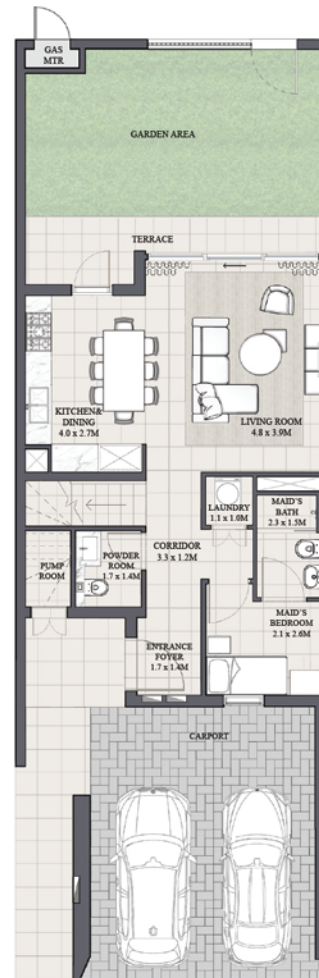 GAS
MTR
GARDEN AREA
TERRACE
KITCHEN&
DINING
4.0 x 2.7M
LIVING ROOM
4.8 x 3.9M
LAUNDRY
1.1 x 1.0M
MAID'S
BATH
2.3 x 1.5M
CORRIDOR
3.3 x 1.2M
POWDER
ROOM
1.7 x 1.4M
PUMP
ROOM
MAID'S
BEDROOM
2.1 x 2.6M
ENTRANCE
FOYER
1.7 x 1.4M
CARPORT